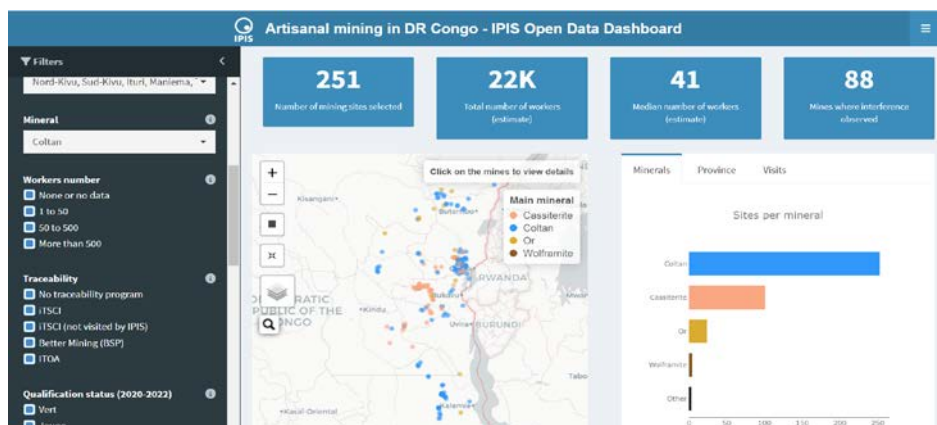 IPIS
Artisanal mining in DR Congo - IPIS Open Data Dashboard
Filters
Nord-Kivu, Sud-Kivu, Ituri, Maniema,
Mineral
Coltan
Workers number
None or no data
1 to 50
50 to 500
More than 500
Traceability
No traceability program
iTSCI
iTSCI (not visited by IPIS)
Better Mining (BSP)
ITOA
Qualification status (2020-2022)
Vert
251
Number of mining sites selected
22K
Total number of workers
(estimate)
41
Median number of workers
(estimate)
88
Mines where interference
observed
Click on the mines to view details
Main mineral
Cassiterite
Coltan
Or
Wolframite
Kisangani
Butembo
RWANDA
Bukavu
PUBLIC OF THE
Kindu
Uvira
BURUNDI
Kalemie
Kasaï-Oriental
Tabo
Minerals
Province
Visits
Sites per mineral
Coltan
Cassiterite
Or
Wolframite
Other
0
50
100
150
200
250